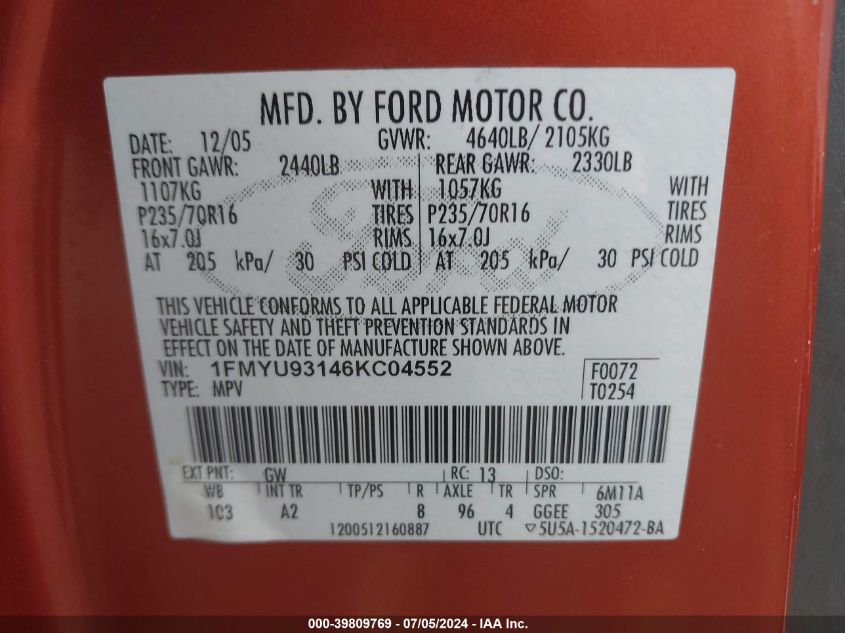 MFD. BY FORD MOTOR CO.
DATE: 12/05 GVWR: 4640LB/ 2105KG
FRONT GAWR: 2440LB REAR GAWR: 2330LB
1107KG WITH 1057KG WITH
P235/70R16 TIRES P235/70R16 TIRES
16x7.0J RIMS 16x7.0J RIMS
AT 205 kPa/ 30 PSI COLD AT 205 kPa/ 30 PSI COLD
THIS VEHICLE CONFORMS TO ALL APPLICABLE FEDERAL MOTOR
VEHICLE SAFETY AND THEFT PREVENTION STANDARDS IN
EFFECT ON THE DATE OF MANUFACTURE SHOWN ABOVE.
VIN: 1FMYU93146KC04552 F0072
TYPE: MPV T0254
EXT PNT: GW RC: 13 DSO:
WB INT TR TP/PS R AXLE TR SPR 6M11A
103 A2 8 96 4 GGEE 305
1200512160887 UTC ▽5U5A-1520472-BA
000-39809769 - 07/05/2024 - IAA Inc.